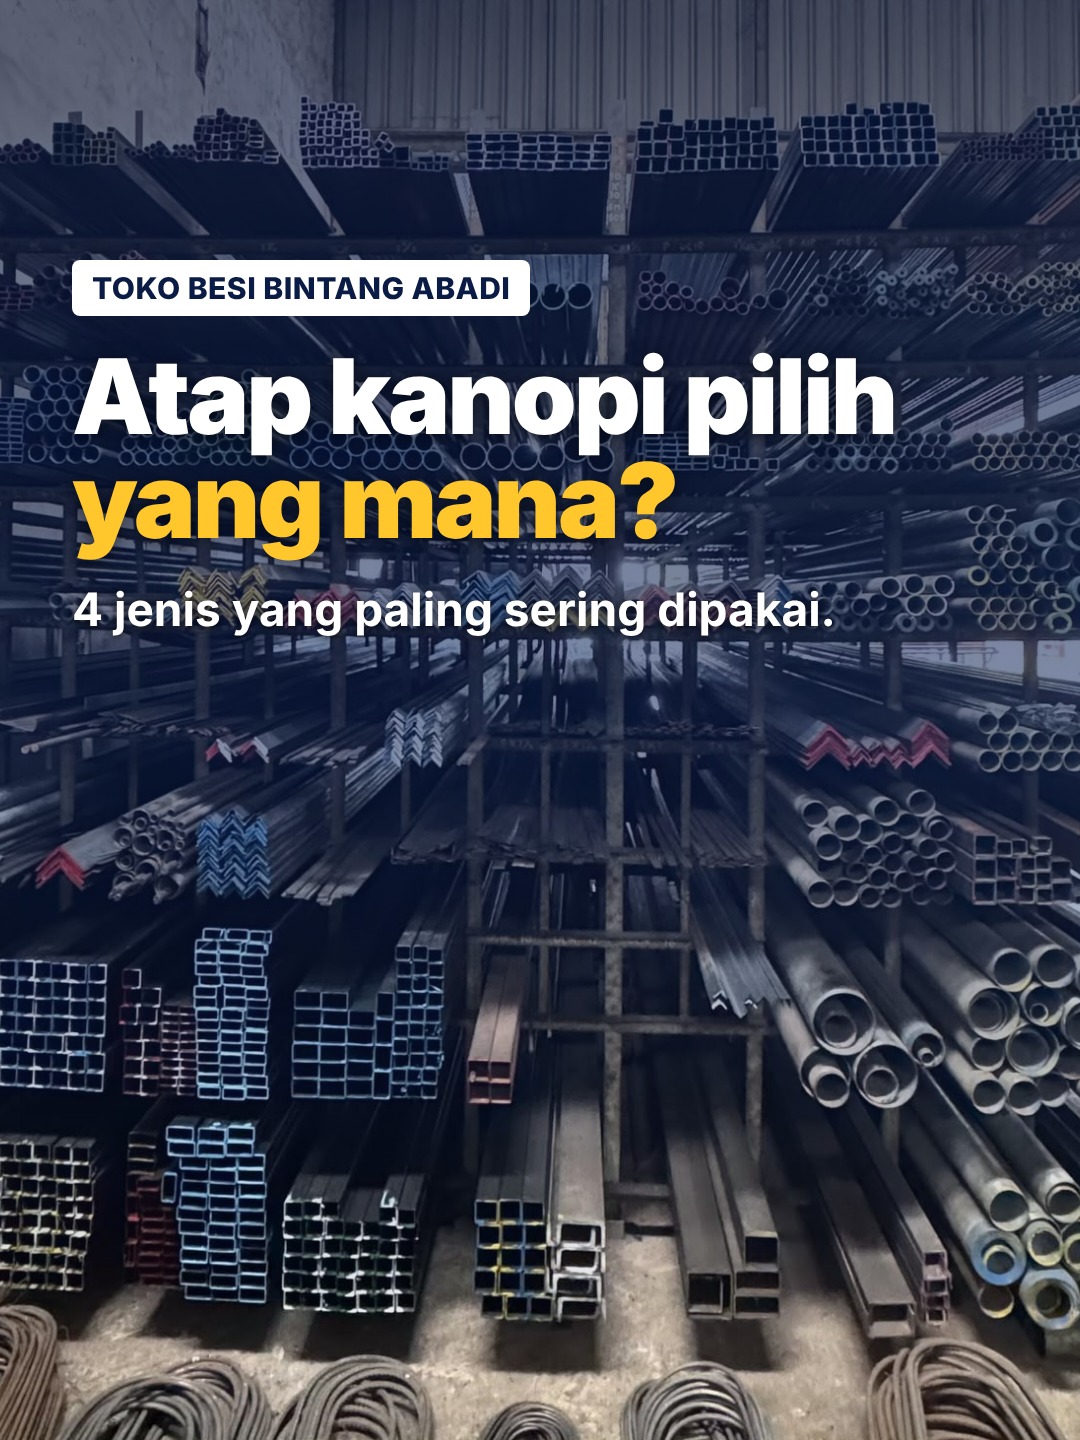 TOKO BESI BINTANG ABADI
Atap kanopi pilih
yang mana?
4 jenis yang paling sering dipakai.